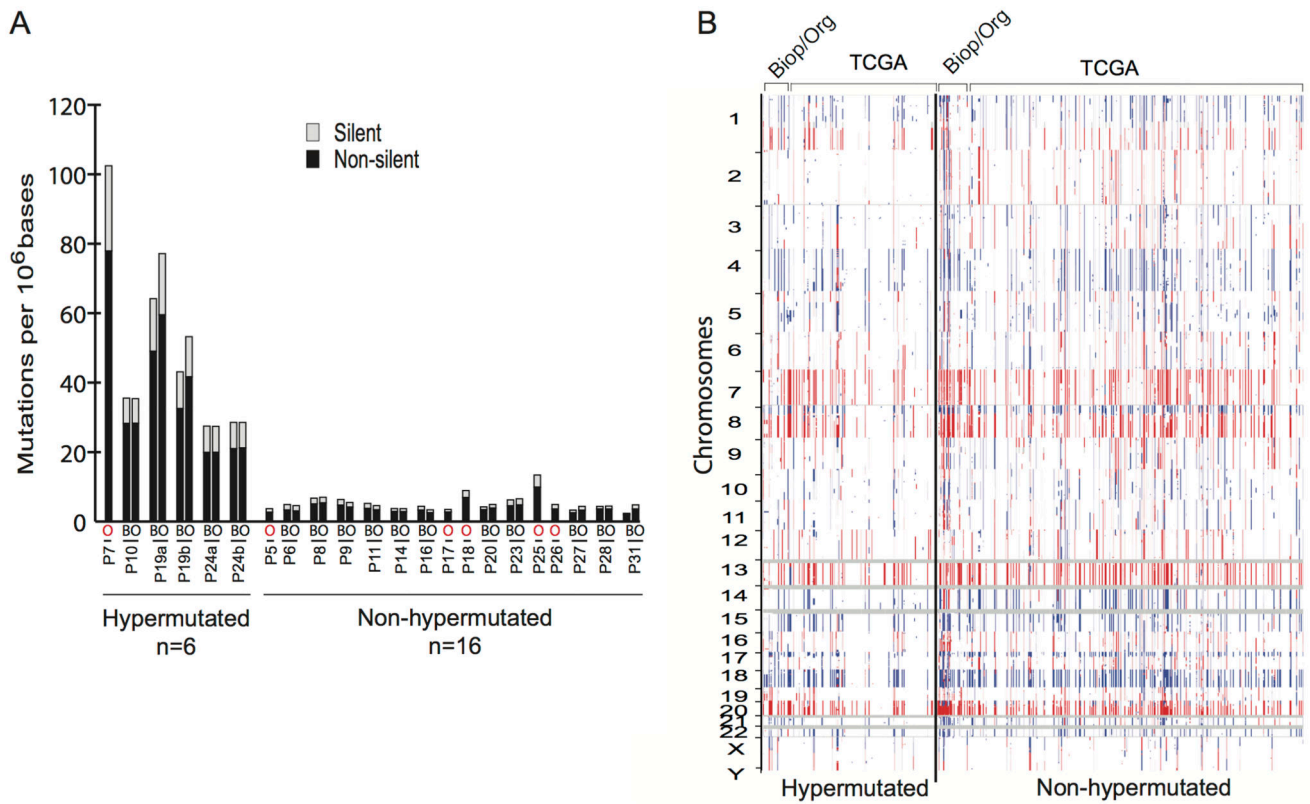 A
Mutations per 10⁶ bases
120
100
80
60
40
20
0
Silent
Non-silent
O BO BO BO BO BO O BO BO BO BO BO BO O O BO BO O O BO BO BO
P7 P10 P19a P19b P24a P24b P5 P6 P8 P9 P11 P14 P16 P17 P18 P20 P23 P25 P26 P27 P28 P31
Hypermutated Non-hypermutated
n=6 n=16
B
Biop/Org TCGA Biop/Org TCGA
Chromosomes
1
2
3
4
5
6
7
8
9
10
11
12
13
14
15
16
17
18
19
20
21
22
X
Y
Hypermutated Non-hypermutated